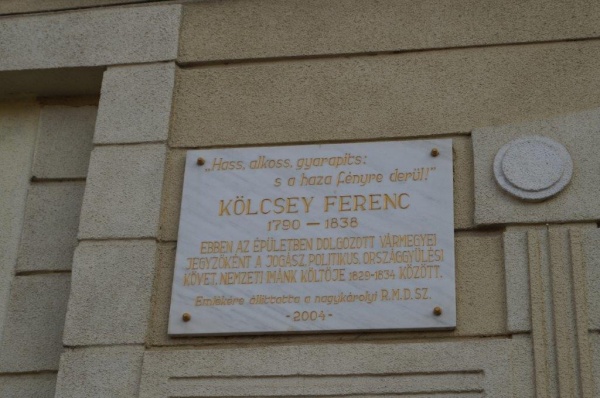 „Hass, alkoss, gyarapíts:
s a haza fényre derül!"
KÖLCSEY FERENC
1790 — 1838
EBBEN AZ ÉPÜLETBEN DOLGOZOTT VÁRMEGYEI
JEGYZŐKÉNT A JOGÁSZ, POLITIKUS, ORSZÁGGYŰLÉSI
KÖVET, NEMZETI IMÁNK KÖLTŐJE 1829-1834 KÖZÖTT.
Emlékére állíttatta a nagykárolyi R.M.D.SZ.
-2004-